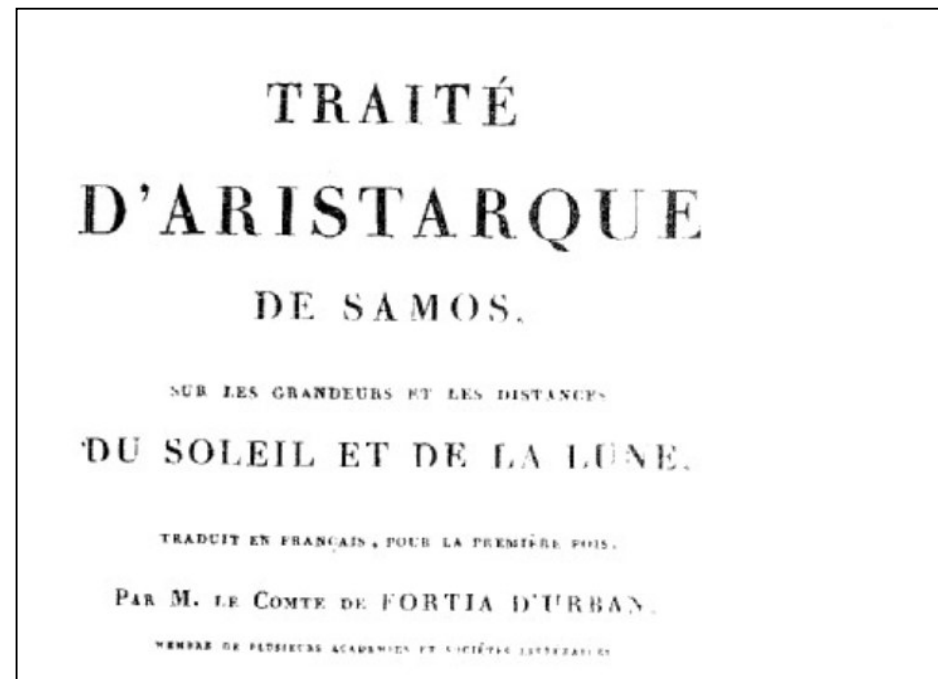 TRAITÉ
D'ARISTARQUE
DE SAMOS.
SUR LES GRANDEURS ET LES DISTANCES
DU SOLEIL ET DE LA LUNE.
TRADUIT EN FRANÇAIS, POUR LA PREMIÈRE FOIS.
PAR M. LE COMTE DE FORTIA D'URBAN.
MEMBRE DE PLUSIEURS ACADEMIES ET SOCIÉTÉS LITTÉRAIRES